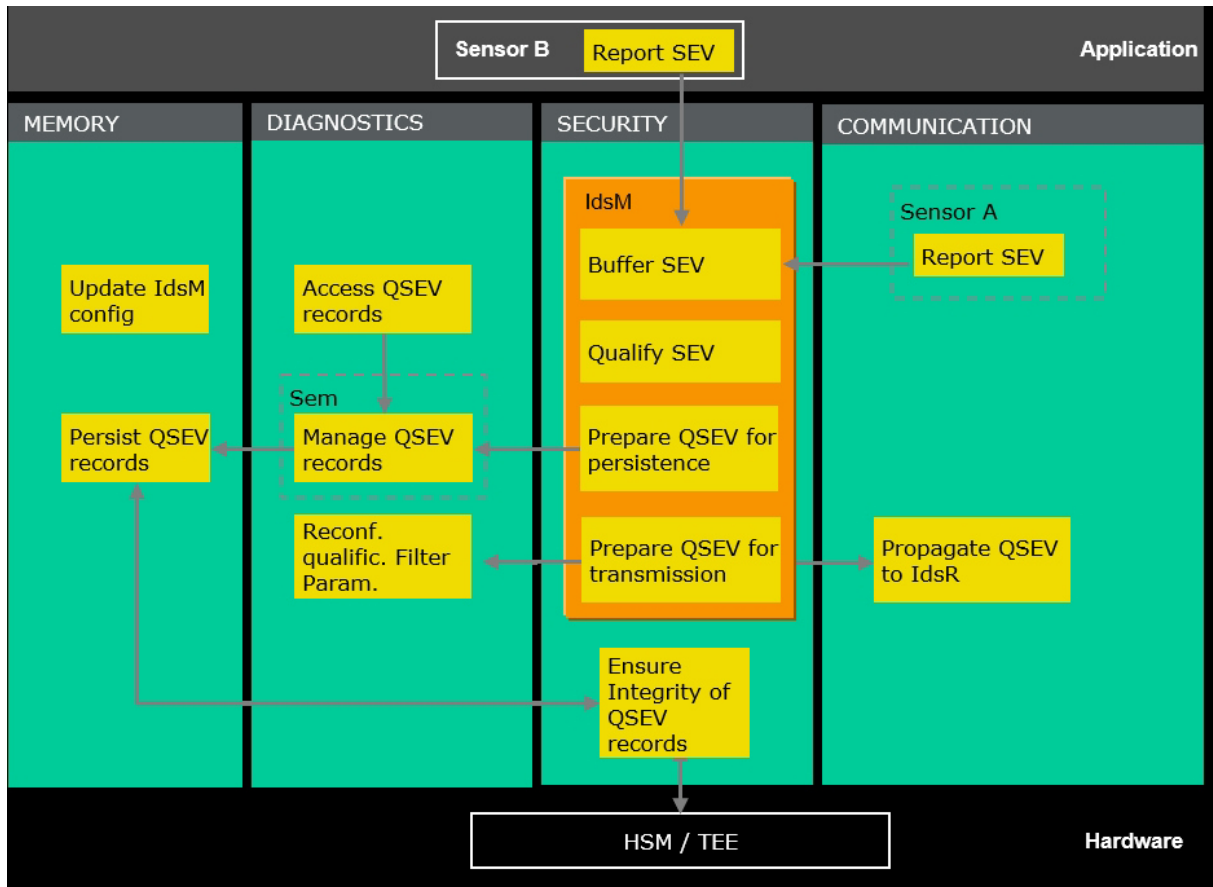 Sensor B
Report SEV
Application
MEMORY
DIAGNOSTICS
SECURITY
COMMUNICATION
IdsM
Sensor A
Buffer SEV
Report SEV
Update IdsM
config
Access QSEV
records
Qualify SEV
Sem
Persist QSEV
records
Manage QSEV
records
Prepare QSEV for
persistence
Reconf.
qualific. Filter
Param.
Prepare QSEV for
transmission
Propagate QSEV
to IdsR
Ensure
Integrity of
QSEV
records
HSM / TEE
Hardware